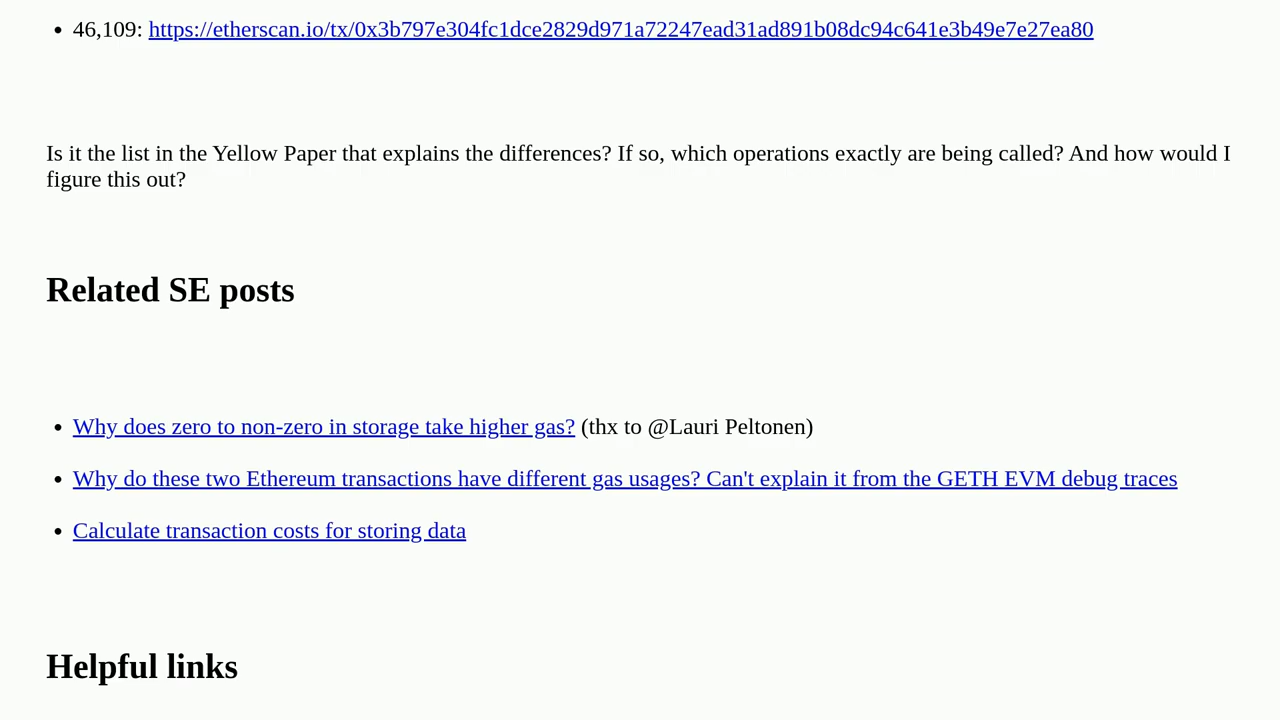 46,109: https://etherscan.io/tx/0x3b797e304fc1dce2829d971a72247ead31ad891b08dc94c641e3b49e7e27ea80
Is it the list in the Yellow Paper that explains the differences? If so, which operations exactly are being called? And how would I
figure this out?
Related SE posts
Why does zero to non-zero in storage take higher gas? (thx to @Lauri Peltonen)
Why do these two Ethereum transactions have different gas usages? Can't explain it from the GETH EVM debug traces
Calculate transaction costs for storing data
Helpful links